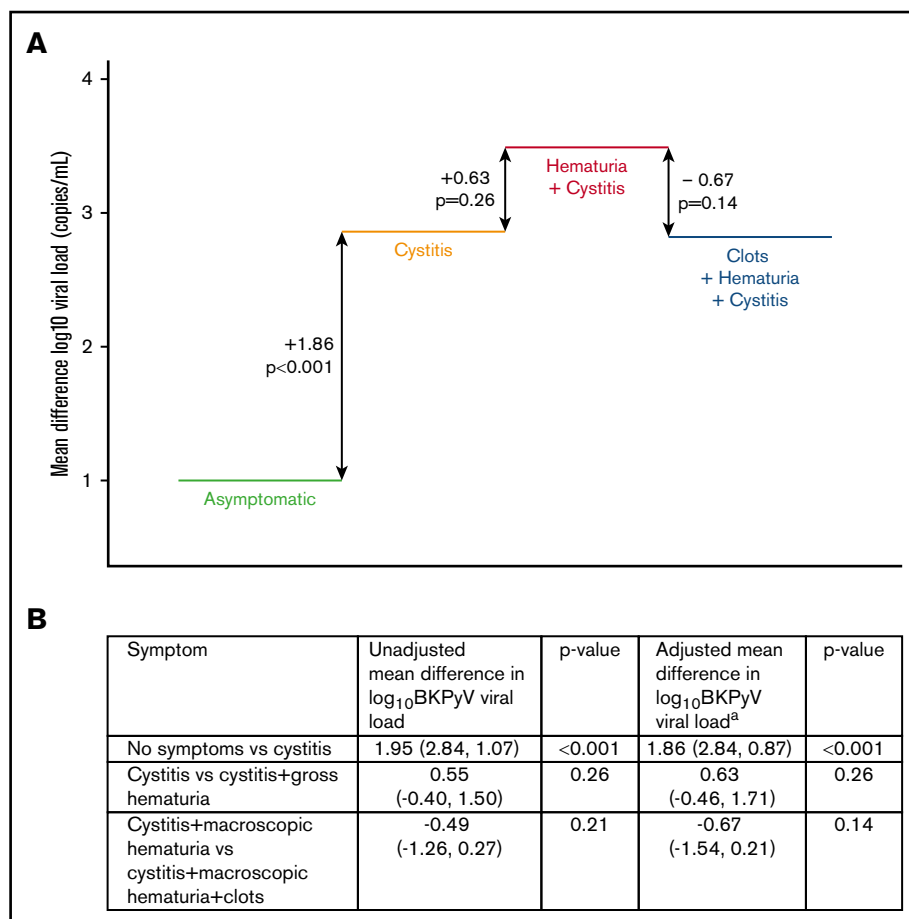 A
Mean difference log10 viral load (copies/mL)
4
3
2
1
+1.86
p<0.001
+0.63
p=0.26
– 0.67
p=0.14
Asymptomatic
Cystitis
Hematuria
+ Cystitis
Clots
+ Hematuria
+ Cystitis
B
Symptom
Unadjusted
mean difference in
log10BKPyV viral
load
p-value
Adjusted mean
difference in
log10BKPyV
viral loada
p-value
No symptoms vs cystitis
1.95 (2.84, 1.07)
<0.001
1.86 (2.84, 0.87)
<0.001
Cystitis vs cystitis+gross
hematuria
0.55
(-0.40, 1.50)
0.26
0.63
(-0.46, 1.71)
0.26
Cystitis+macroscopic
hematuria vs
cystitis+macroscopic
hematuria+clots
-0.49
(-1.26, 0.27)
0.21
-0.67
(-1.54, 0.21)
0.14